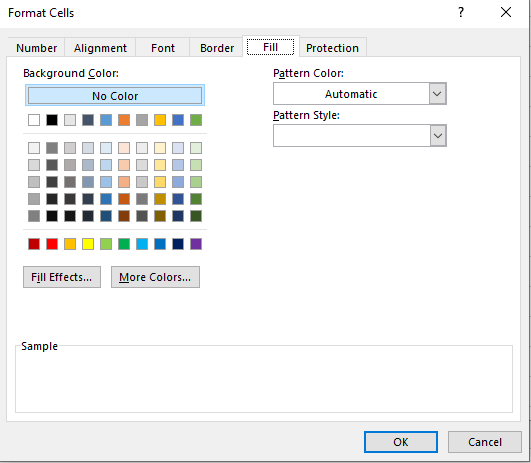 Format Cells ?
Number Alignment Font Border Fill Protection
Background Color:
No Color
Pattern Color:
Automatic
Pattern Style:
Fill Effects... More Colors...
Sample
OK Cancel